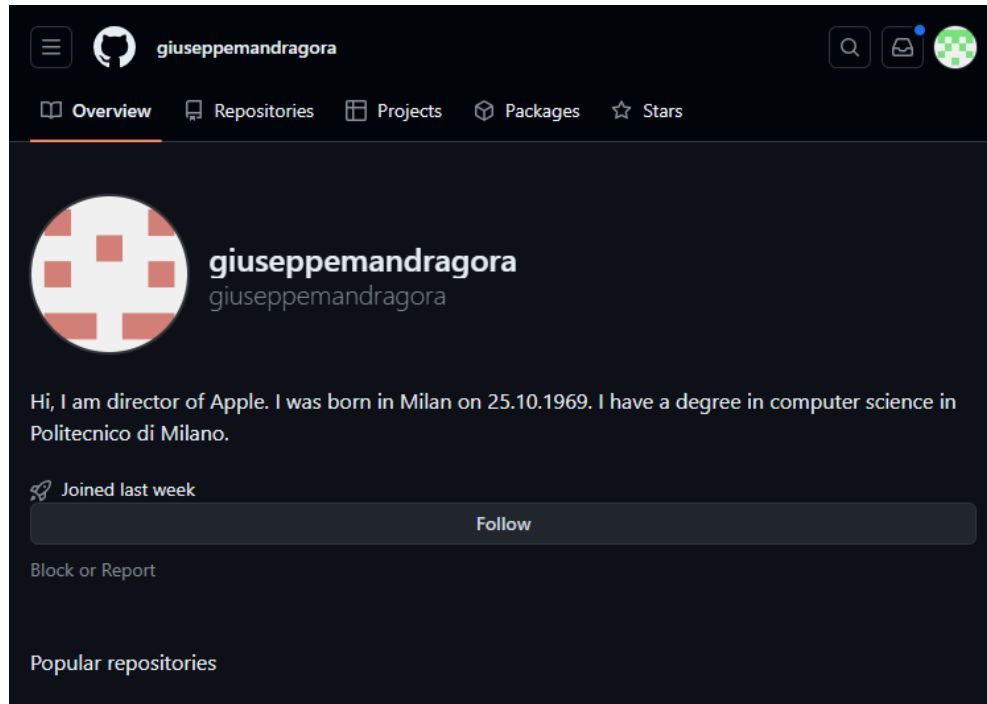 giuseppemandragora
Overview Repositories Projects Packages Stars
giuseppemandragora
giuseppemandragora
Hi, I am director of Apple. I was born in Milan on 25.10.1969. I have a degree in computer science in
Politecnico di Milano.
Joined last week
Follow
Block or Report
Popular repositories